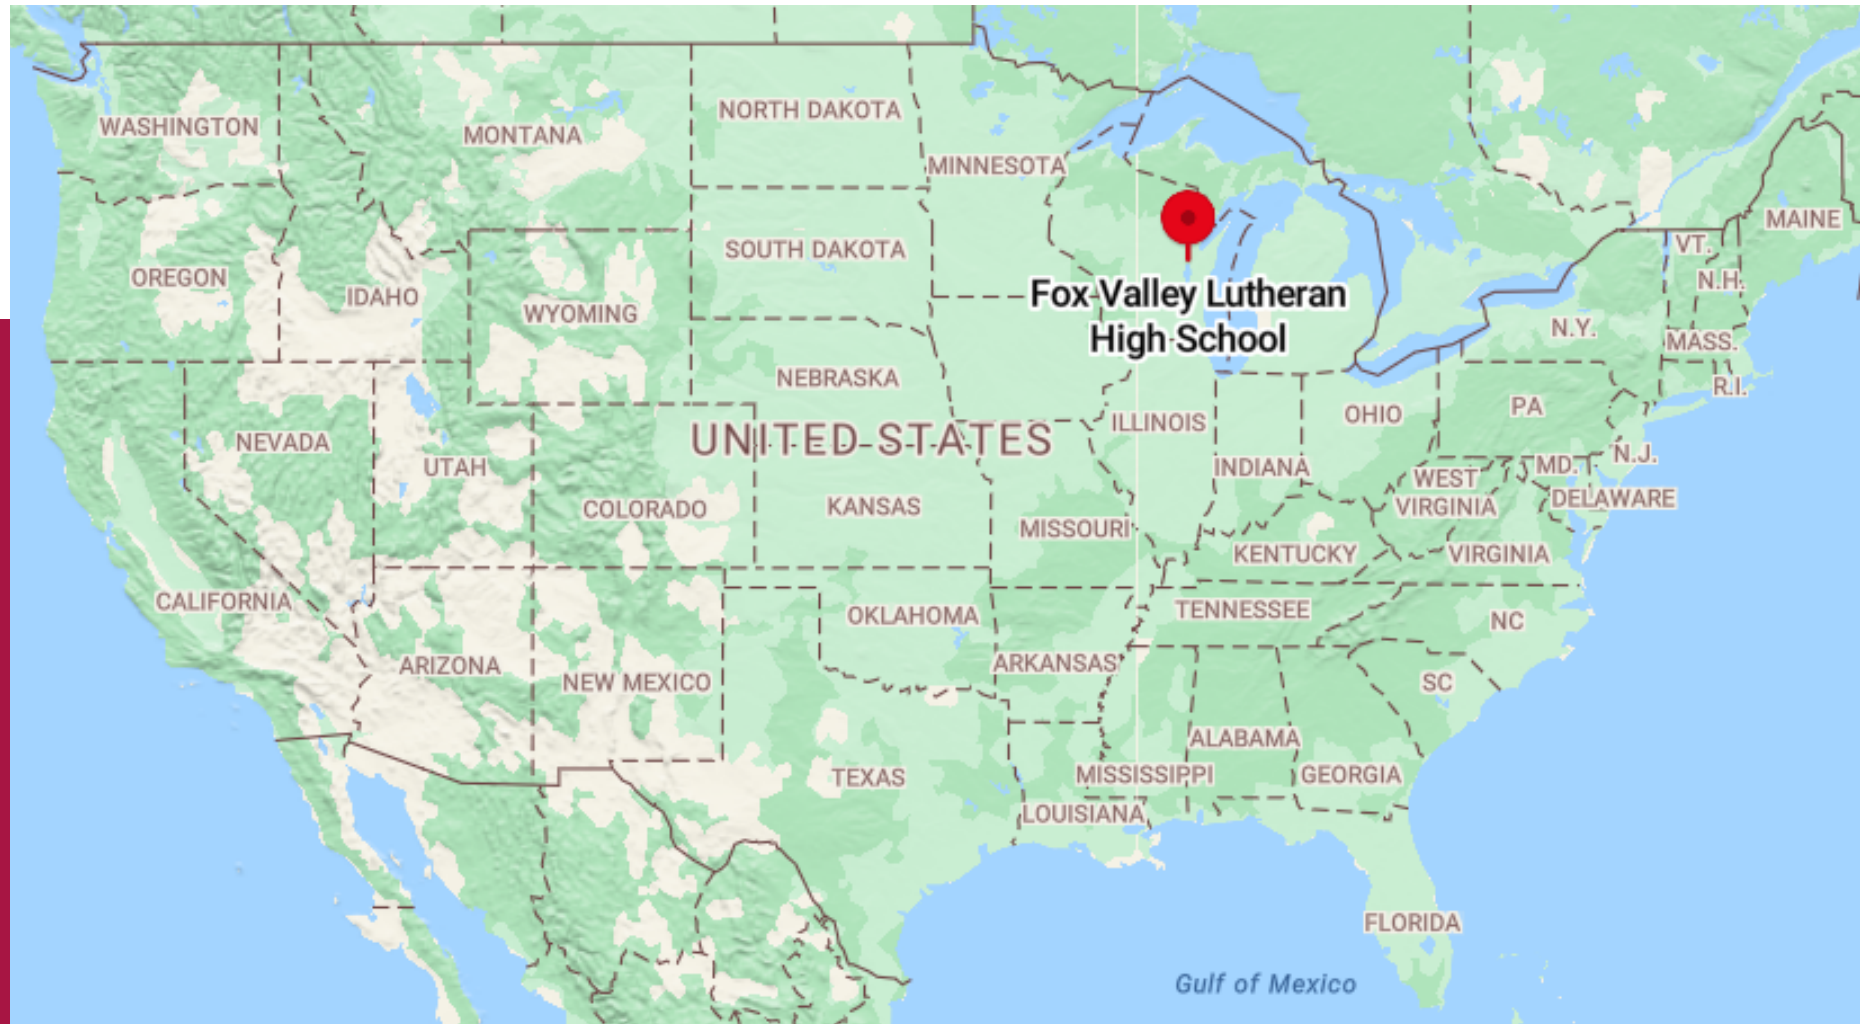 NORTH DAKOTA
WASHINGTON
MONTANA
MINNESOTA
MAINE
VT.
SOUTH DAKOTA
OREGON
N.H.
IDAHO
Fox Valley Lutheran
High School
WYOMING
N.Y.
MASS.
NEBRASKA
R.I.
PA
OHIO
ILLINOIS
UNITED STATES
NEVADA
N.J.
UTAH
INDIANA
MD.
WEST
VIRGINIA
DELAWARE
COLORADO
KANSAS
MISSOURI
KENTUCKY
VIRGINIA
CALIFORNIA
OKLAHOMA
TENNESSEE
NC
ARIZONA
ARKANSAS
NEW MEXICO
SC
ALABAMA
TEXAS
MISSISSIPPI
GEORGIA
LOUISIANA
FLORIDA
Gulf of Mexico